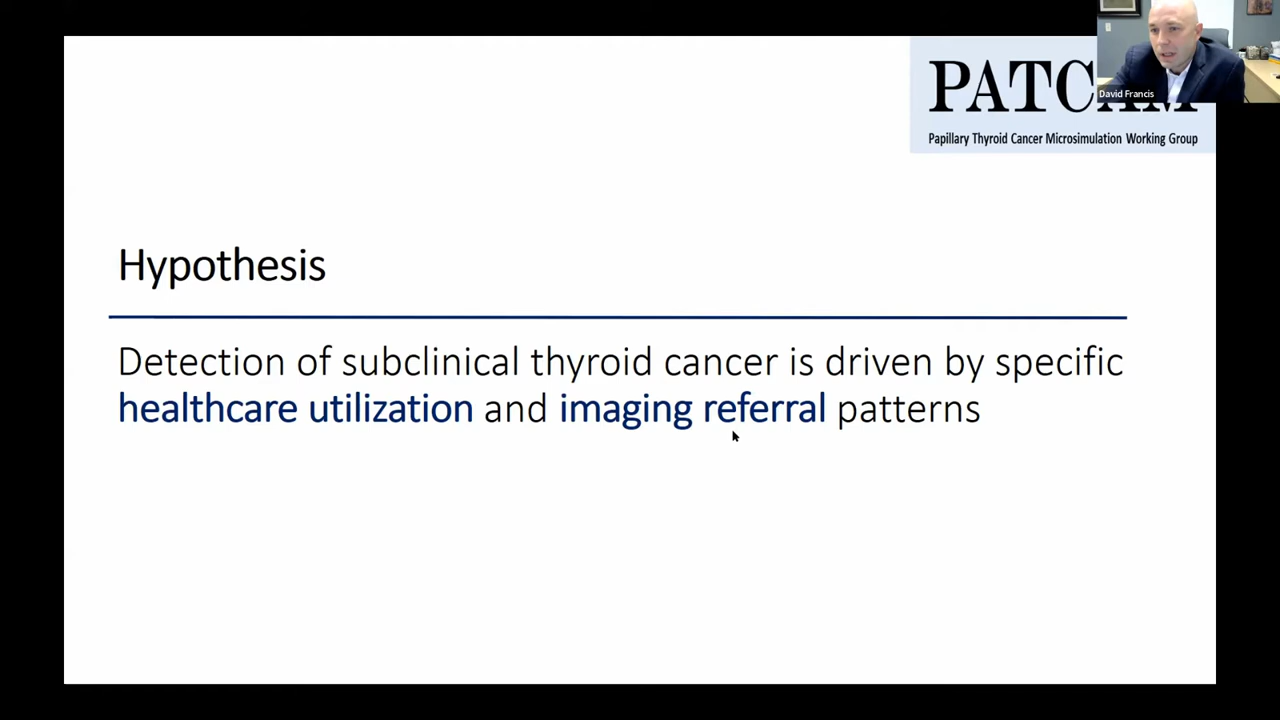 PATCAM
David Francis
Papillary Thyroid Cancer Microsimulation Working Group
Hypothesis
Detection of subclinical thyroid cancer is driven by specific
healthcare utilization and imaging referral patterns